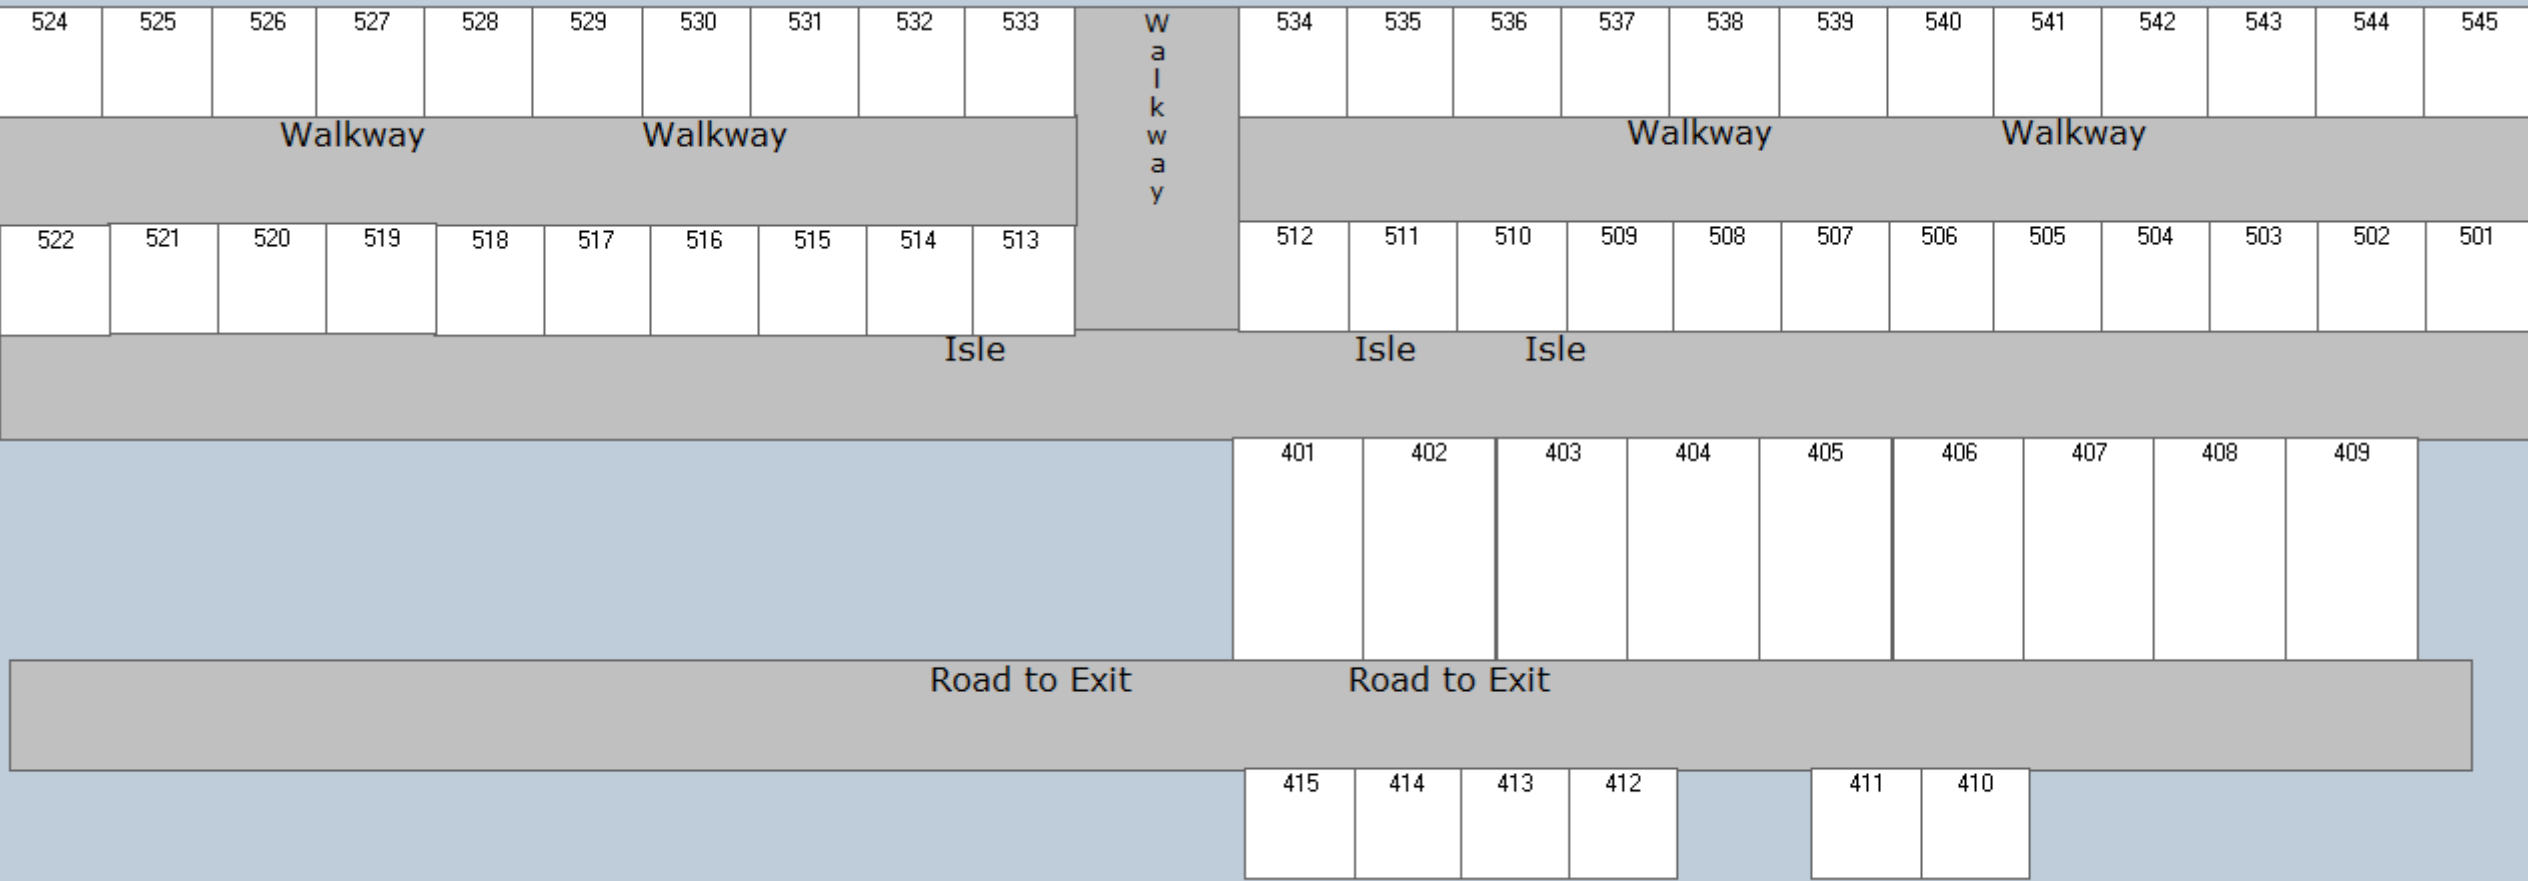 524 525 526 527 528 529 530 531 532 533 Walkway 534 535 536 537 538 539 540 541 542 543 544 545
Walkway Walkway Walkway Walkway
522 521 520 519 518 517 516 515 514 513 512 511 510 509 508 507 506 505 504 503 502 501
Isle Isle Isle
401 402 403 404 405 406 407 408 409
Road to Exit Road to Exit
415 414 413 412 411 410